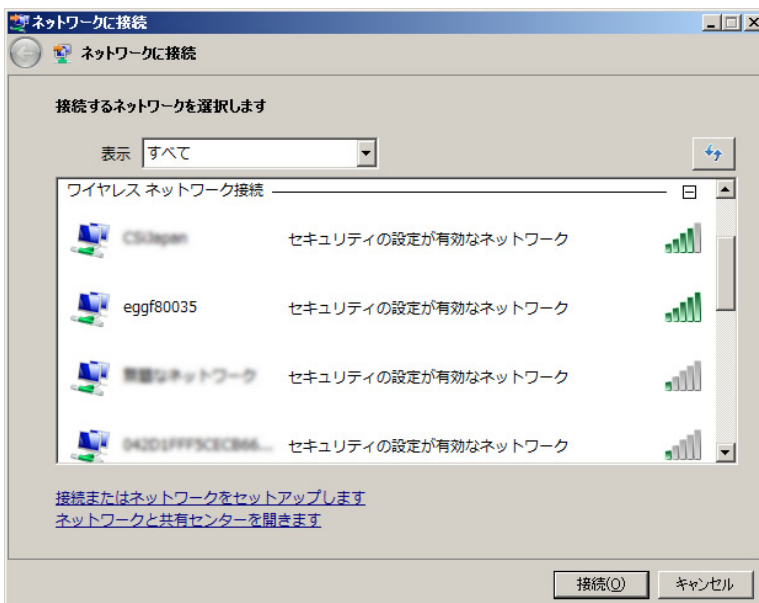 ネットワークに接続
ネットワークに接続
接続するネットワークを選択します
表示 すべて
ワイヤレス ネットワーク接続
セキュリティの設定が有効なネットワーク
eggf80035 セキュリティの設定が有効なネットワーク
セキュリティの設定が有効なネットワーク
セキュリティの設定が有効なネットワーク
接続またはネットワークをセットアップします
ネットワークと共有センターを開きます
接続(O) キャンセル